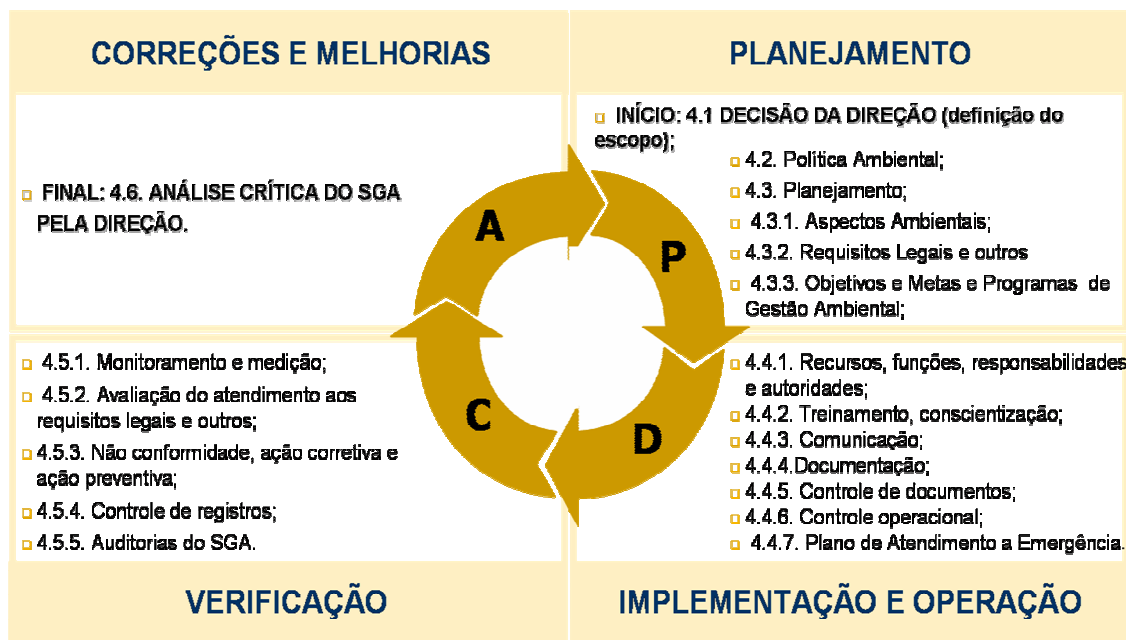 CORREÇÕES E MELHORIAS
FINAL: 4.6. ANÁLISE CRÍTICA DO SGA
PELA DIREÇÃO.
PLANEJAMENTO
INÍCIO: 4.1 DECISÃO DA DIREÇÃO (definição do
escopo);
4.2. Política Ambiental;
4.3. Planejamento;
4.3.1. Aspectos Ambientais;
4.3.2. Requisitos Legais e outros
4.3.3. Objetivos e Metas e Programas de
Gestão Ambiental;
A
P
C
D
4.5.1. Monitoramento e medição;
4.5.2. Avaliação do atendimento aos
requisitos legais e outros;
4.5.3. Não conformidade, ação corretiva e
ação preventiva;
4.5.4. Controle de registros;
4.5.5. Auditorias do SGA.
VERIFICAÇÃO
4.4.1. Recursos, funções, responsabilidades
e autoridades;
4.4.2. Treinamento, conscientização;
4.4.3. Comunicação;
4.4.4.Documentação;
4.4.5. Controle de documentos;
4.4.6. Controle operacional;
4.4.7. Plano de Atendimento a Emergência.
IMPLEMENTAÇÃO E OPERAÇÃO